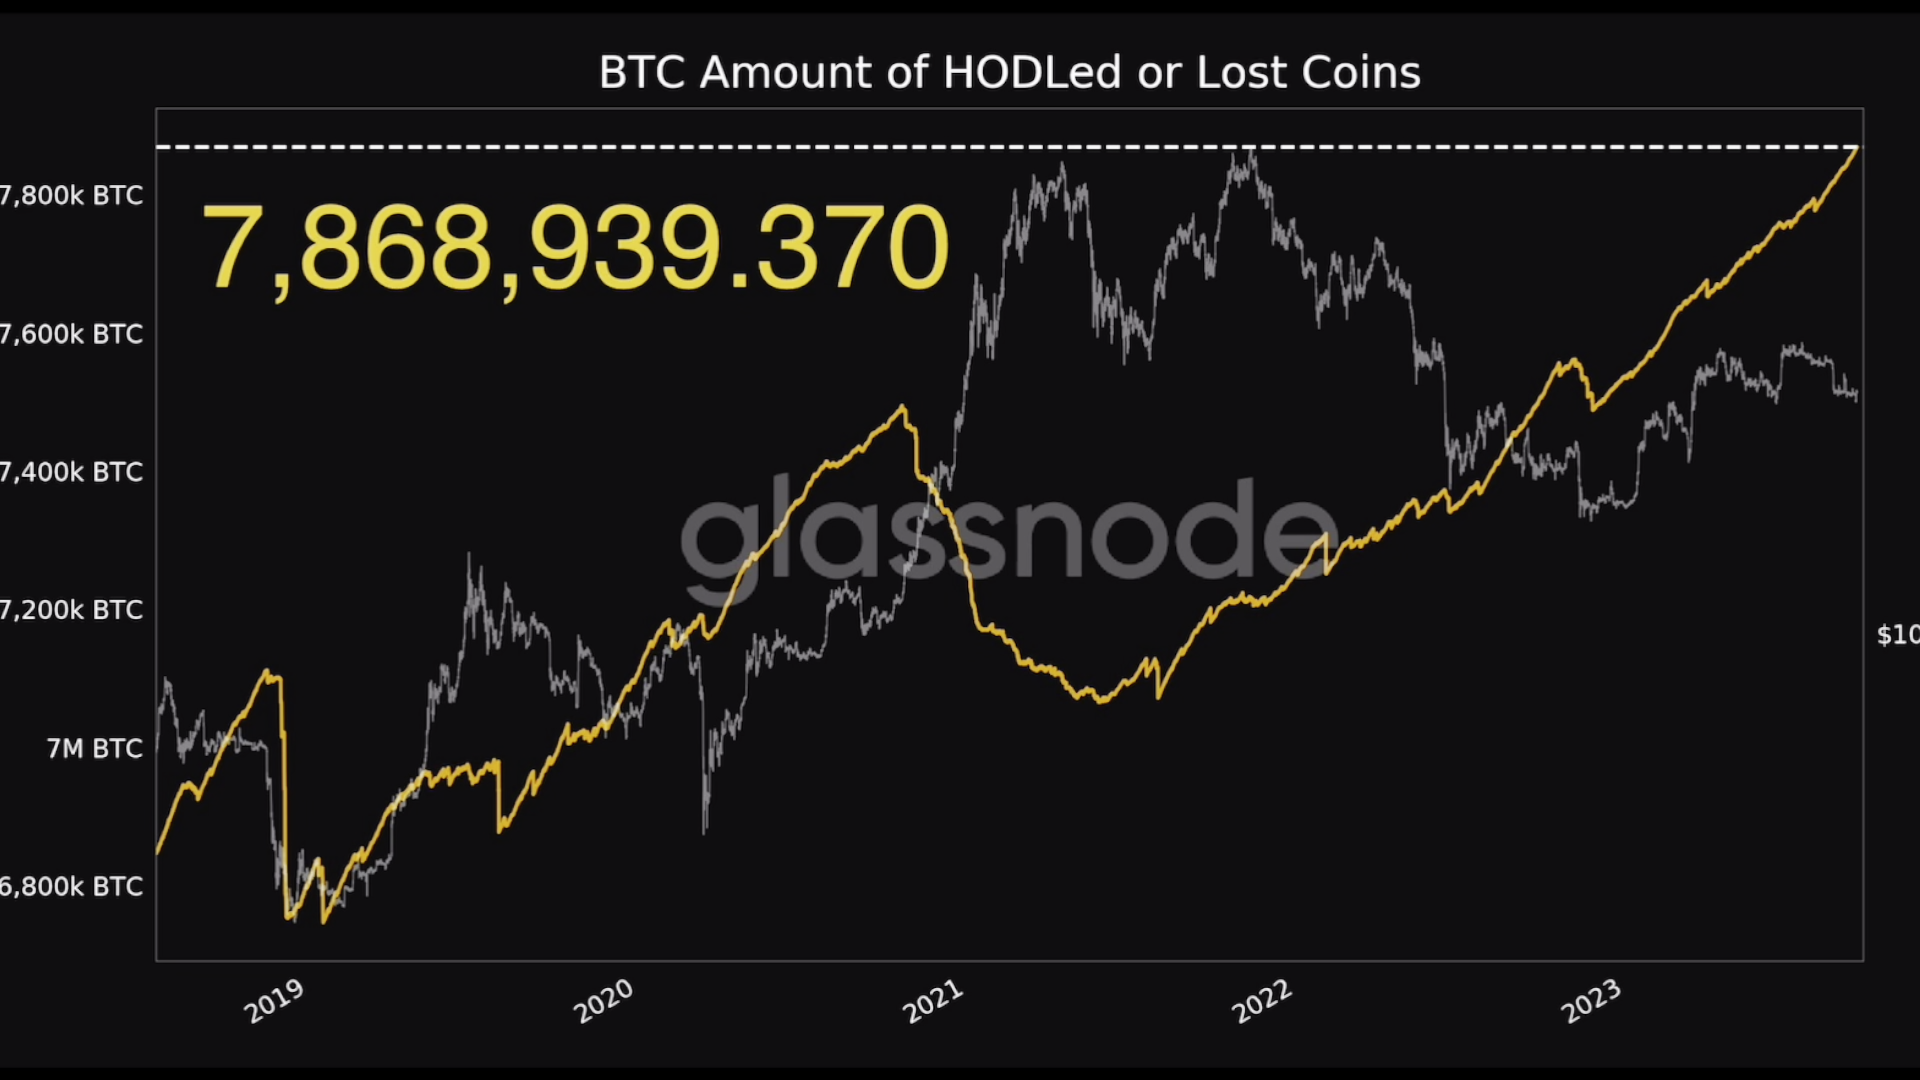 BTC Amount of HODLed or Lost Coins
7,868,939.370
7,800k BTC
7,600k BTC
7,400k BTC
7,200k BTC
7M BTC
6,800k BTC
glassnode
$10
2019
2020
2021
2022
2023